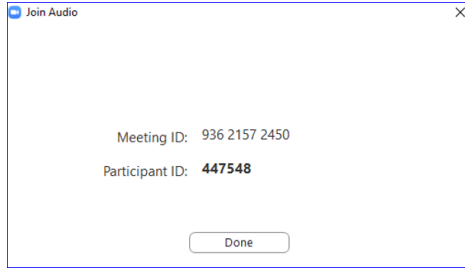 Join Audio
Meeting ID: 936 2157 2450
Participant ID: 447548
Done